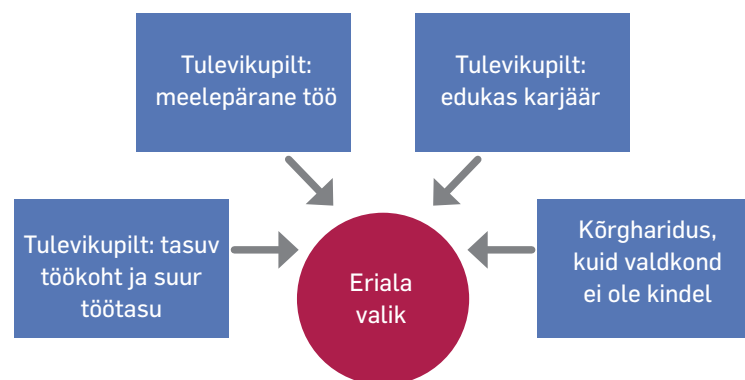 Tulevikupilt:
meelepärane töö
Tulevikupilt:
edukas karjäär
Tulevikupilt: tasuv
töökoht ja suur
töötasu
Eriala
valik
Kõrgharidus,
kuid valdkond
ei ole kindel